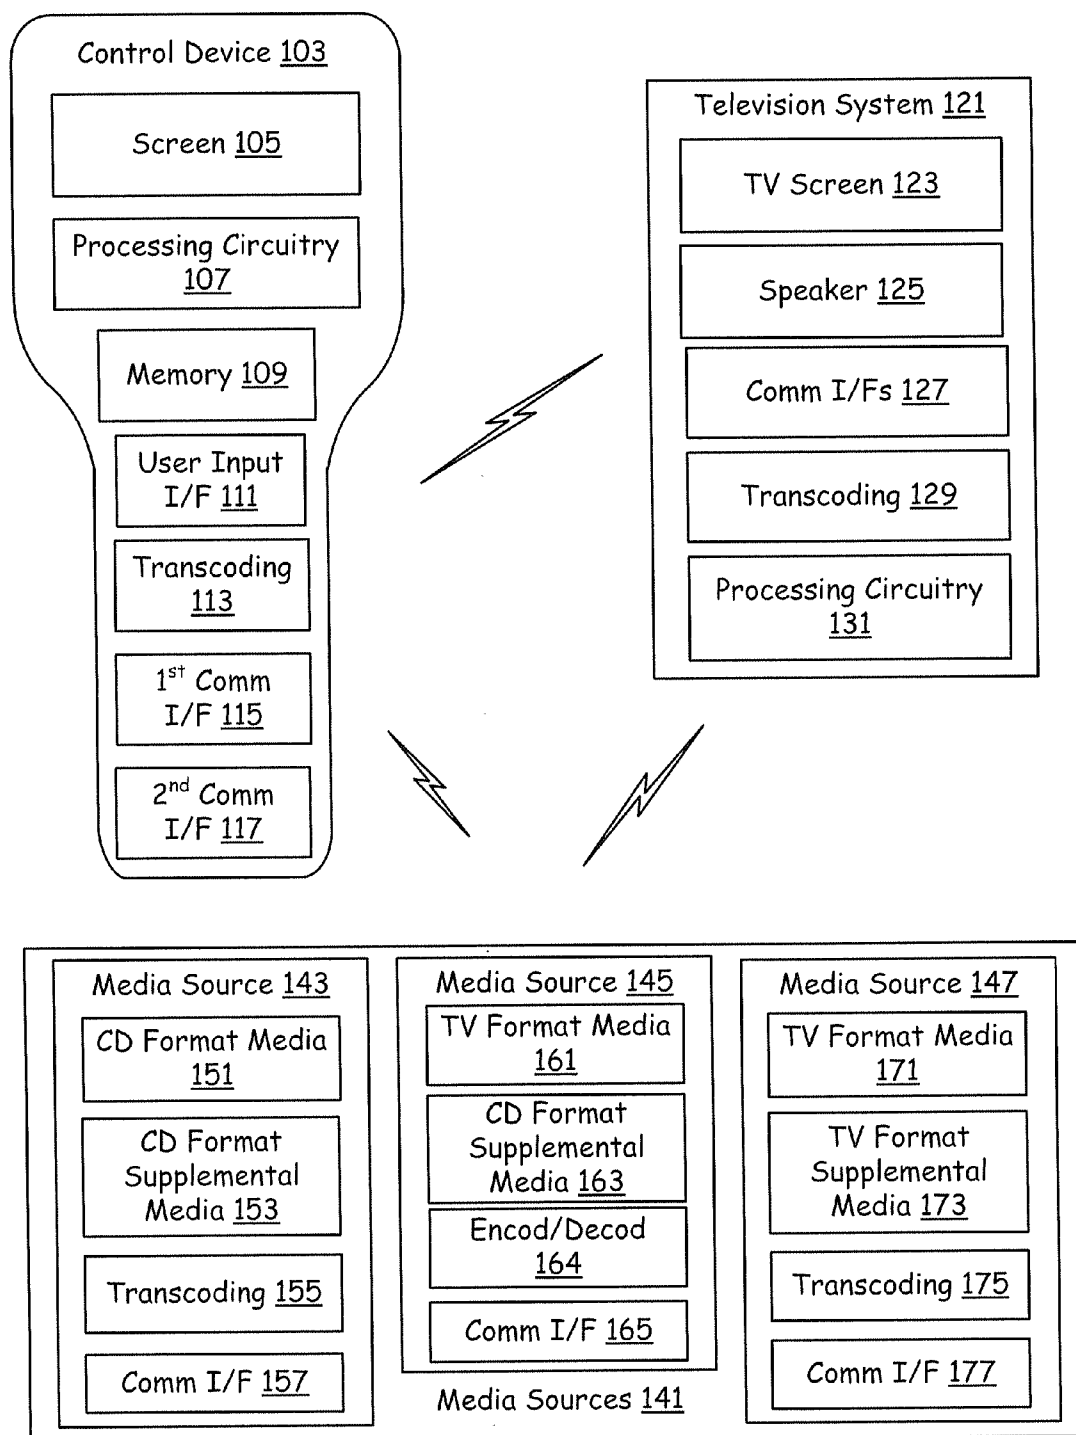 Control Device 103
Screen 105
Processing Circuitry
107
Memory 109
User Input
I/F 111
Transcoding
113
1st Comm
I/F 115
2nd Comm
I/F 117
Television System 121
TV Screen 123
Speaker 125
Comm I/Fs 127
Transcoding 129
Processing Circuitry
131
Media Source 143
CD Format Media
151
CD Format
Supplemental
Media 153
Transcoding 155
Comm I/F 157
Media Source 145
TV Format Media
161
CD Format
Supplemental
Media 163
Encod/Decod
164
Comm I/F 165
Media Sources 141
Media Source 147
TV Format Media
171
TV Format
Supplemental
Media 173
Transcoding 175
Comm I/F 177